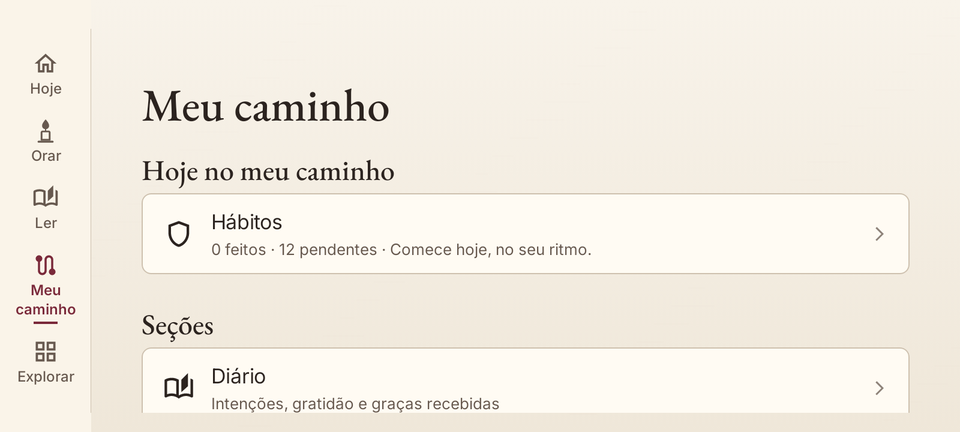 Hoje
Orar
Ler
Meu
caminho
Explorar
Meu caminho
Hoje no meu caminho
Hábitos
0 feitos · 12 pendentes · Comece hoje, no seu ritmo.
Seções
Diário
Intenções, gratidão e graças recebidas